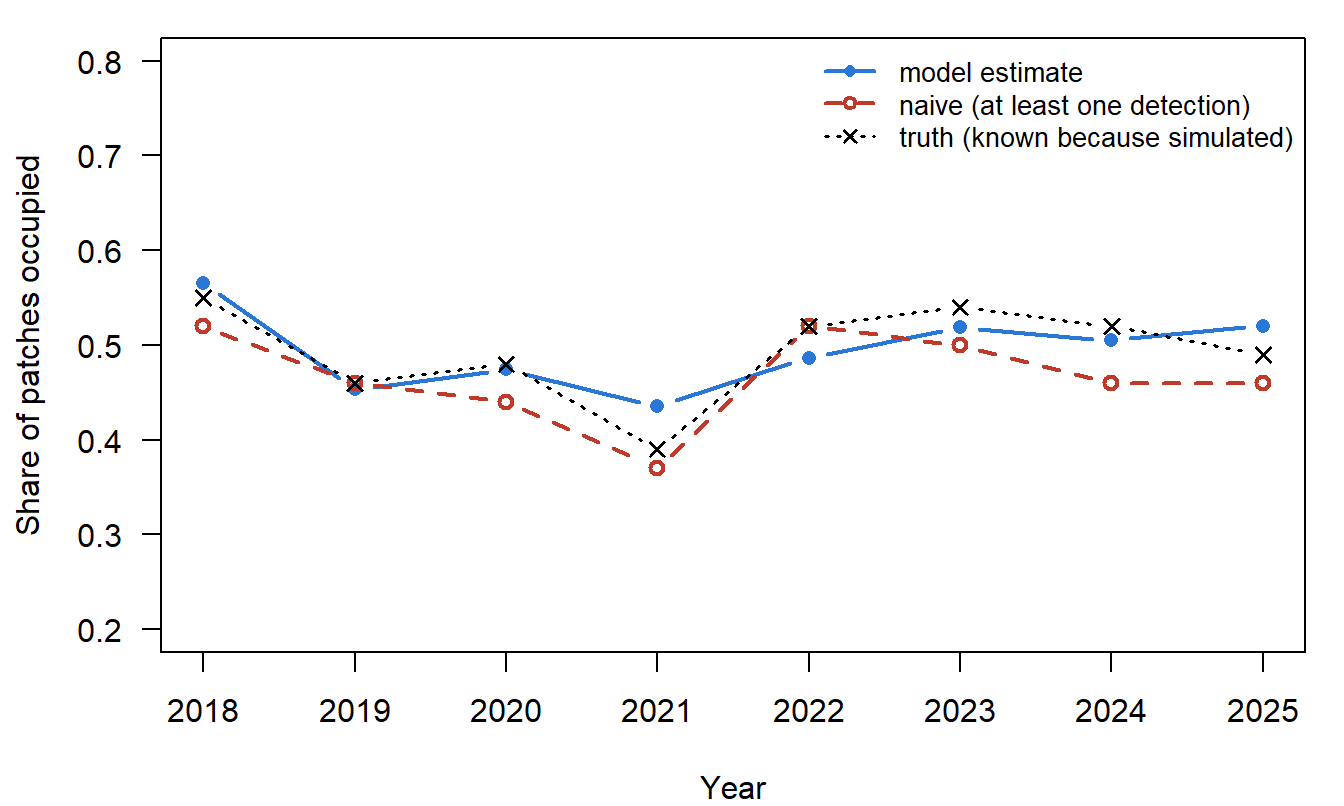 model estimate
naive (at least one detection)
truth (known because simulated)
Share of patches occupied
0.8
0.7
0.6
0.5
0.4
0.3
0.2
2018 2019 2020 2021 2022 2023 2024 2025
Year